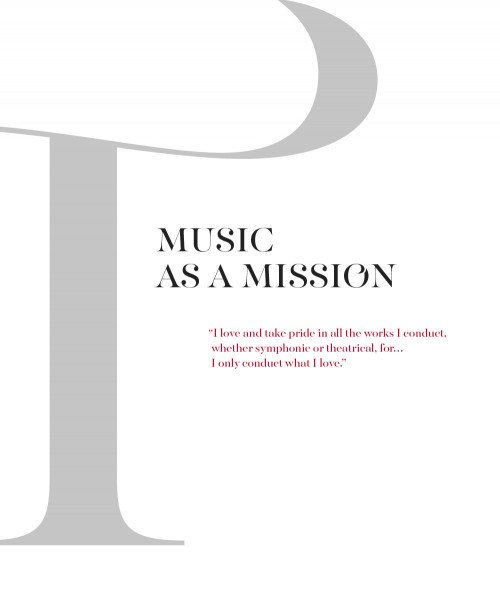 MUSIC
AS A MISSION
“I love and take pride in all the works I conduct,
whether symphonic or theatrical, for...
I only conduct what I love.”